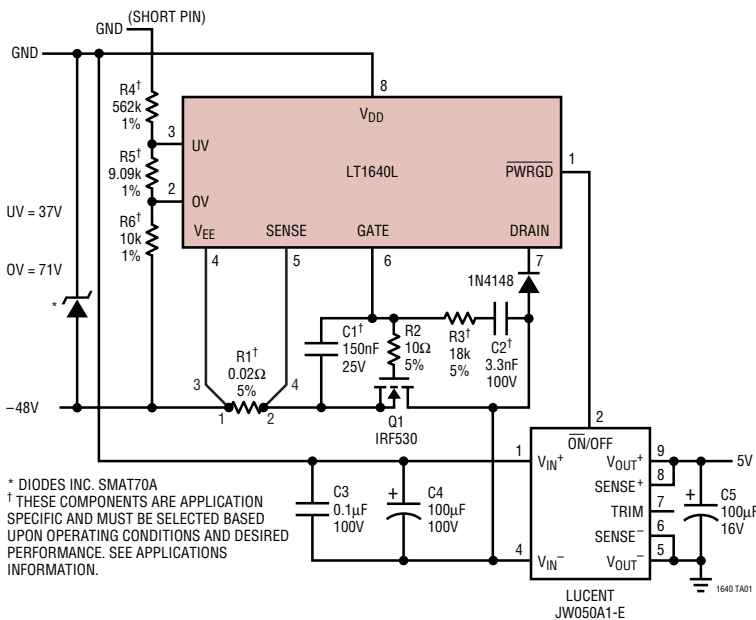 (SHORT PIN)
GND
GND
R4†
562k
1%
8
VDD
3
UV
LT1640L
PWRGD
1
R5†
9.09k
1%
2
OV
UV = 37V
R6†
10k
1%
VEE
SENSE
GATE
DRAIN
OV = 71V
4
5
6
7
1N4148
*
C1†
150nF
25V
R2
10Ω
5%
R3†
18k
5%
C2†
3.3nF
100V
R1†
0.02Ω
5%
3
4
–48V
1
2
Q1
IRF530
2
ON/OFF
1
VIN+
VOUT+
9
5V
SENSE+
8
* DIODES INC. SMAT70A
† THESE COMPONENTS ARE APPLICATION
SPECIFIC AND MUST BE SELECTED BASED
UPON OPERATING CONDITIONS AND DESIRED
PERFORMANCE. SEE APPLICATIONS
INFORMATION.
C3
0.1µF
100V
+
C4
100µF
100V
TRIM
7
+
C5
100µF
16V
SENSE–
6
4
VIN–
VOUT–
5
LUCENT
JW050A1-E
1640 TA01